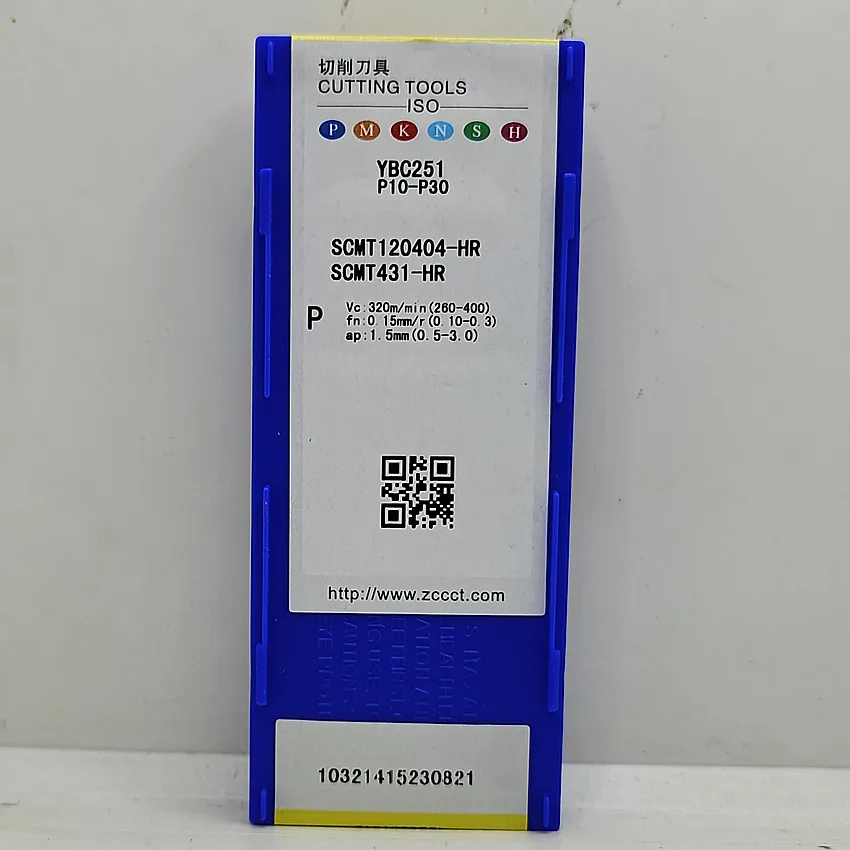 切削刀具
CUTTING TOOLS
ISO
P M K N S H
YBC251
P10-P30
SCMT120404-HR
SCMT431-HR
P
Vc:320m/min(260-400)
fn:0.15mm/r(0.10-0.3)
ap:1.5mm(0.5-3.0)
http://www.zccct.com
10321415230821